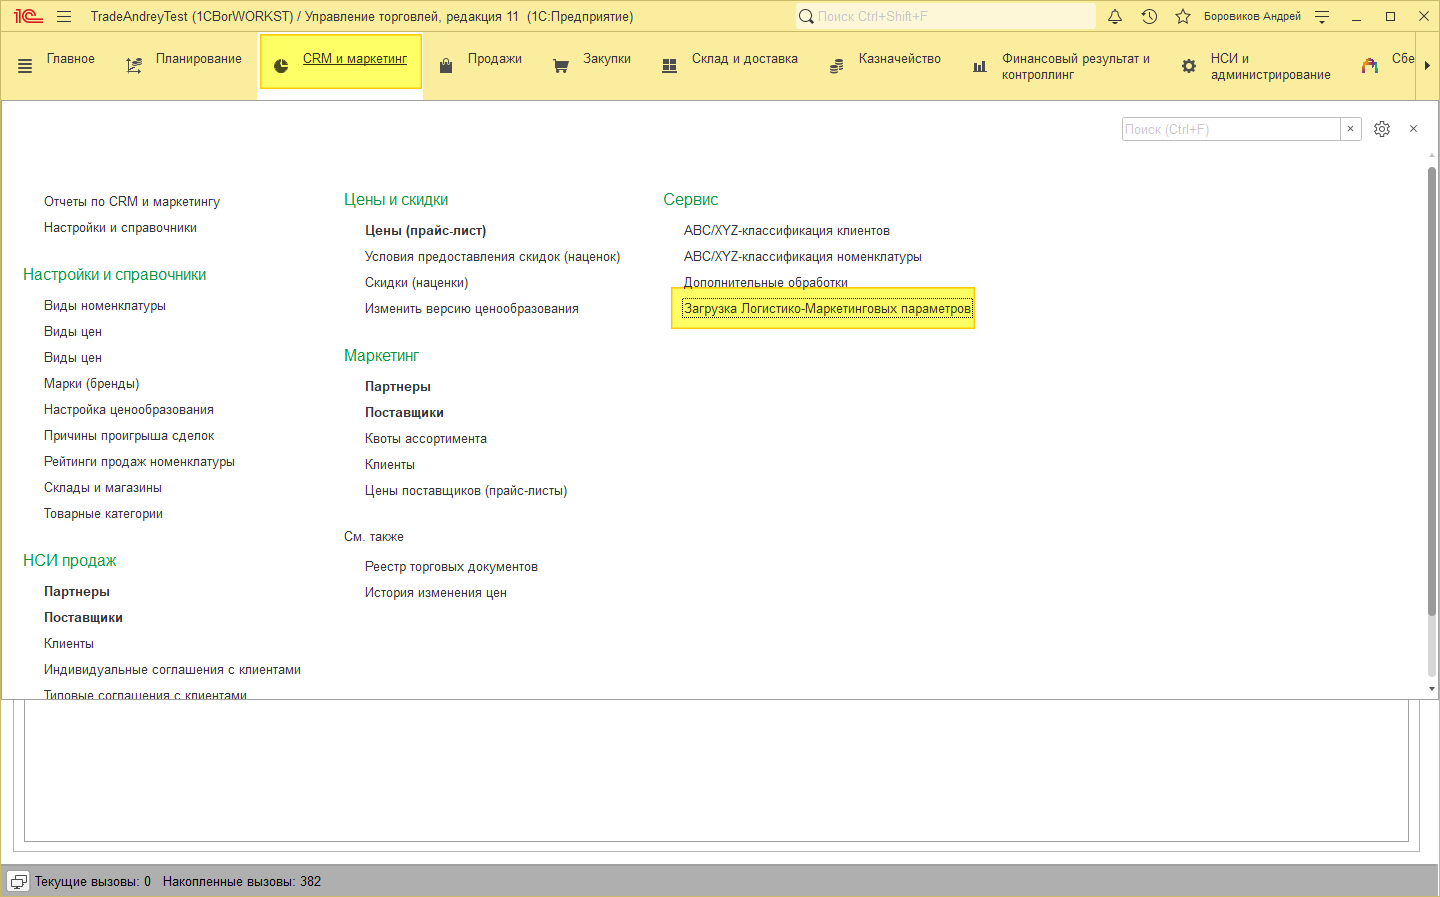 1С TradeAndreyTest (1CBorWORKST) / Управление торговлей, редакция 11 (1С:Предприятие)
Поиск Ctrl+Shift+F
Боровиков Андрей
Главное
Планирование
CRM и маркетинг
Продажи
Закупки
Склад и доставка
Казначейство
Финансовый результат и
контроллинг
НСИ и
администрирование
Сбе
Поиск (Ctrl+F)
Отчеты по CRM и маркетингу
Настройки и справочники
Настройки и справочники
Виды номенклатуры
Виды цен
Виды цен
Марки (бренды)
Настройка ценообразования
Причины проигрыша сделок
Рейтинги продаж номенклатуры
Склады и магазины
Товарные категории
НСИ продаж
Партнеры
Поставщики
Клиенты
Индивидуальные соглашения с клиентами
Типовые соглашения с клиентами
Цены и скидки
Цены (прайс-лист)
Условия предоставления скидок (наценок)
Скидки (наценки)
Изменить версию ценообразования
Маркетинг
Партнеры
Поставщики
Квоты ассортимента
Клиенты
Цены поставщиков (прайс-листы)
См. также
Реестр торговых документов
История изменения цен
Сервис
ABC/XYZ-классификация клиентов
ABC/XYZ-классификация номенклатуры
Дополнительные обработки
Загрузка Логистико-Маркетинговых параметров
Текущие вызовы: 0 Накопленные вызовы: 382